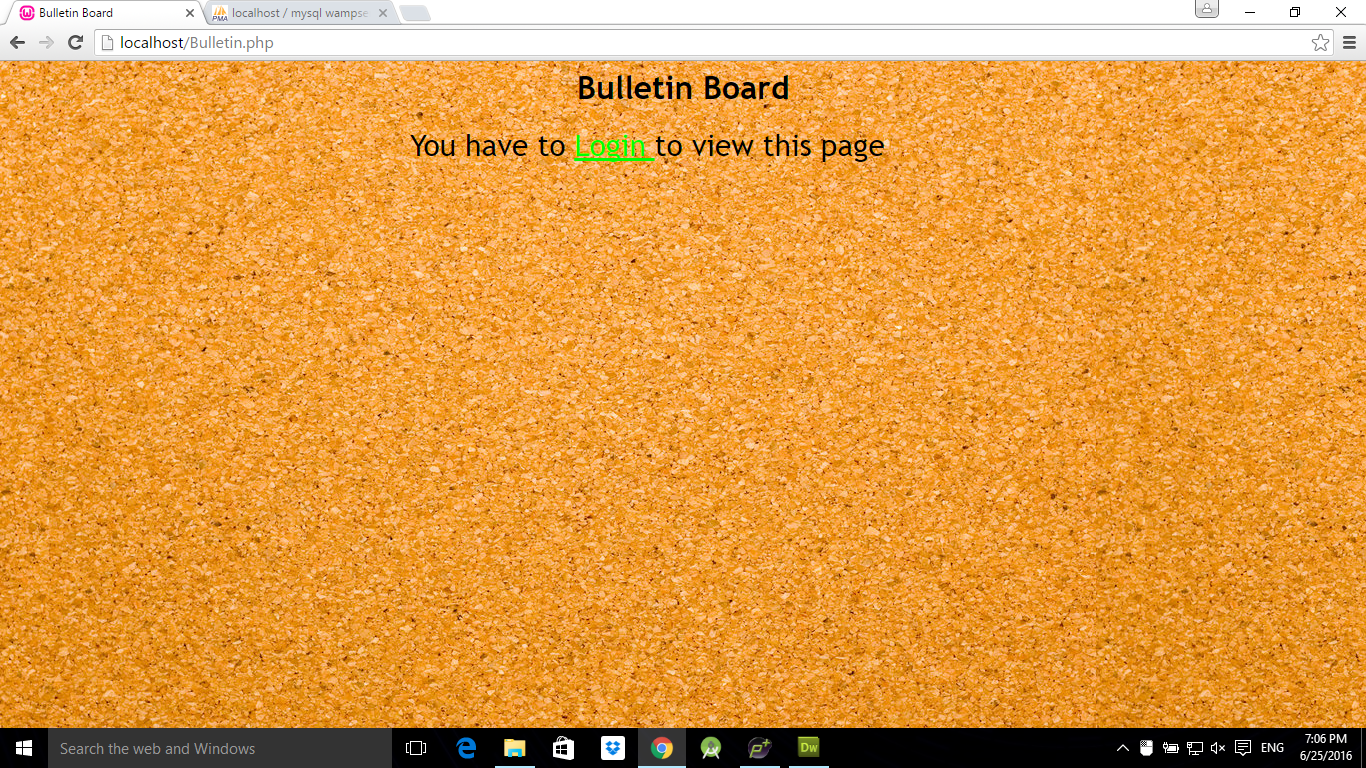 Bulletin Board
localhost / mysql wampse
localhost/Bulletin.php
Bulletin Board
You have to Login to view this page
Search the web and Windows
Dw
ENG
7:06 PM
6/25/2016